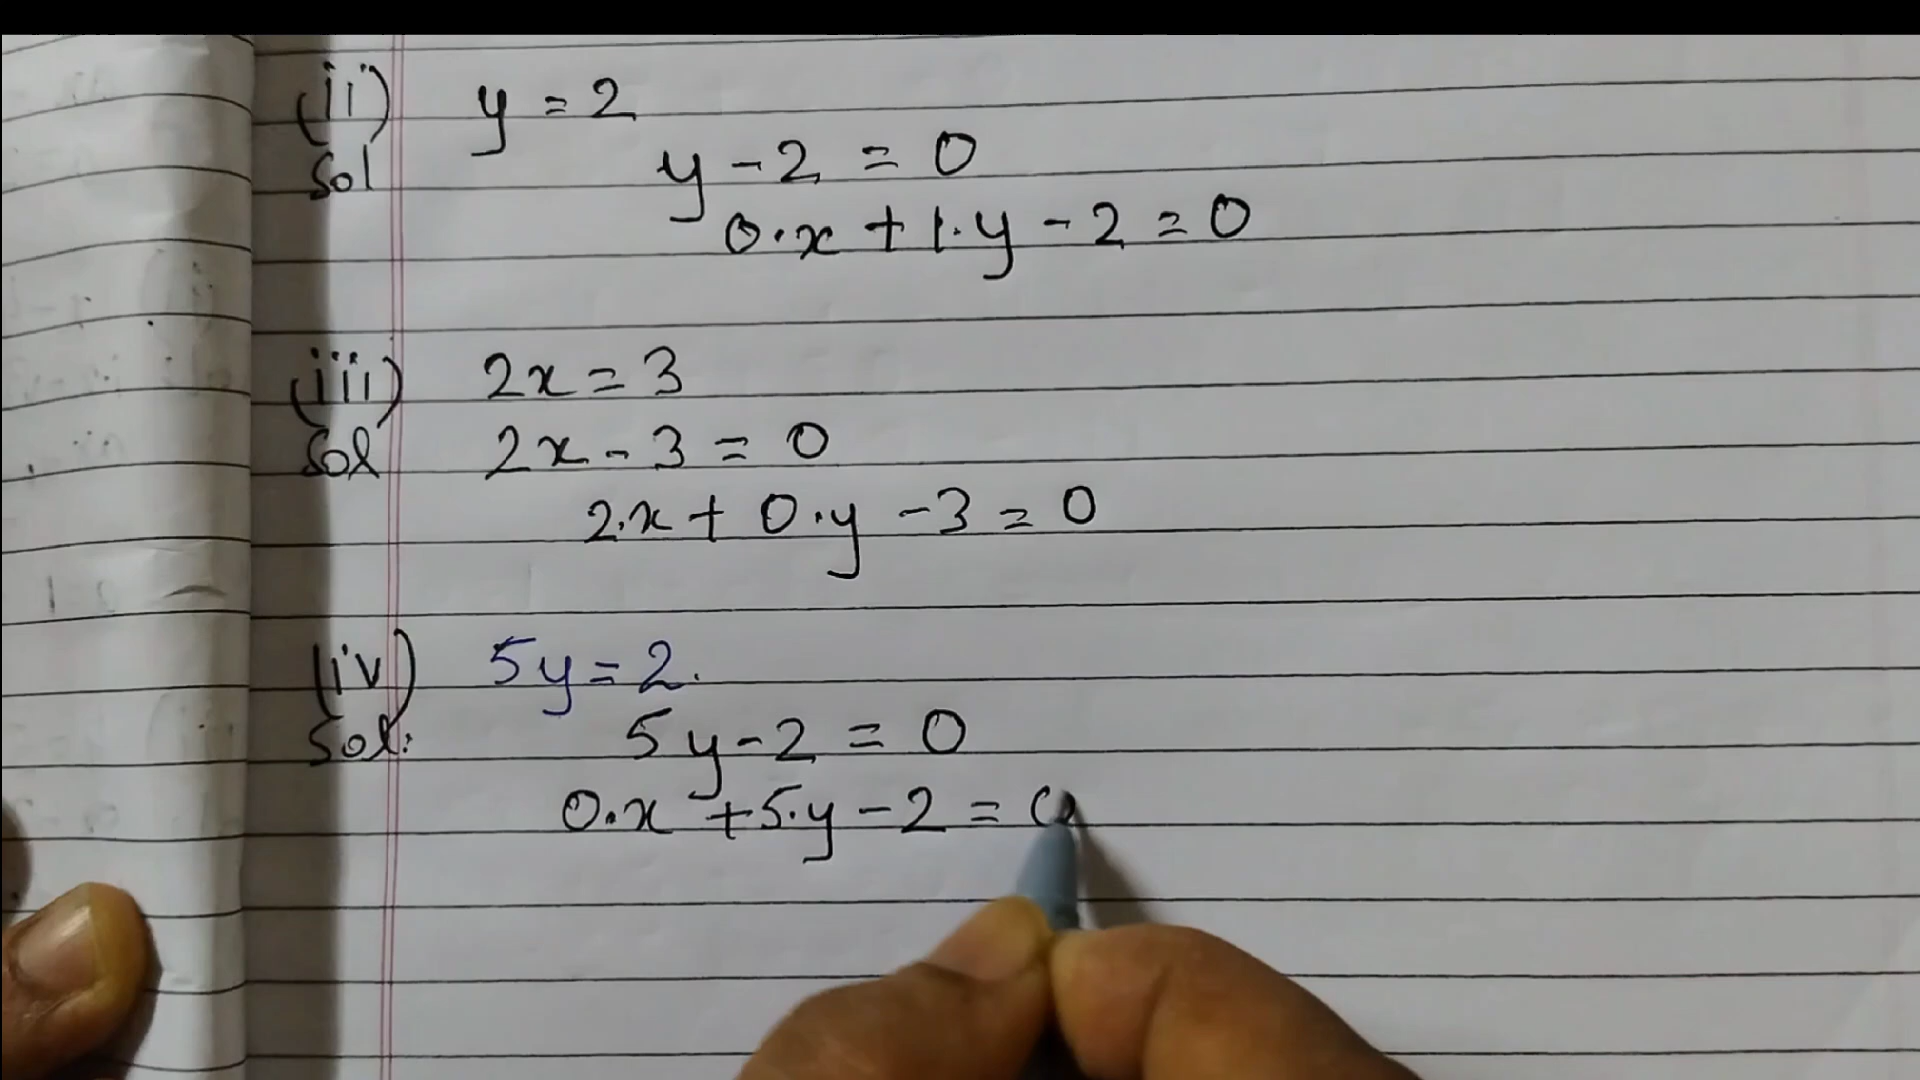 (ii) y = 2
Sol y - 2 = 0
0.x + 1.y - 2 = 0
(iii) 2x = 3
Sol 2x - 3 = 0
2.x + 0.y - 3 = 0
(iv) 5y = 2.
Sol: 5y - 2 = 0
0.x + 5.y - 2 = 0